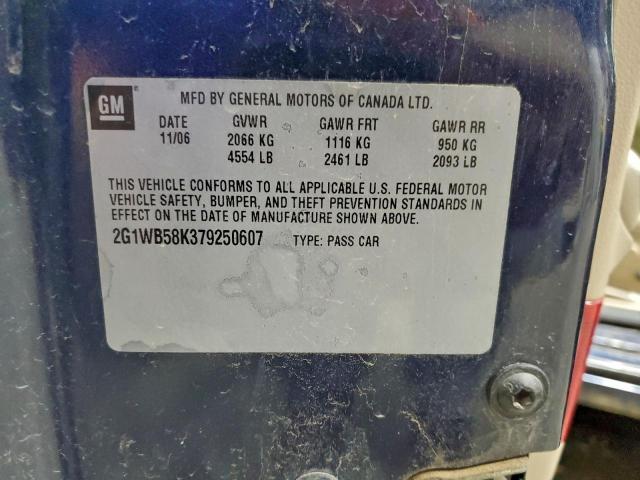 GM
MFD BY GENERAL MOTORS OF CANADA LTD.
DATE GVWR GAWR FRT GAWR RR
11/06 2066 KG 1116 KG 950 KG
4554 LB 2461 LB 2093 LB
THIS VEHICLE CONFORMS TO ALL APPLICABLE U.S. FEDERAL MOTOR
VEHICLE SAFETY, BUMPER, AND THEFT PREVENTION STANDARDS IN
EFFECT ON THE DATE OF MANUFACTURE SHOWN ABOVE.
2G1WB58K379250607 TYPE: PASS CAR